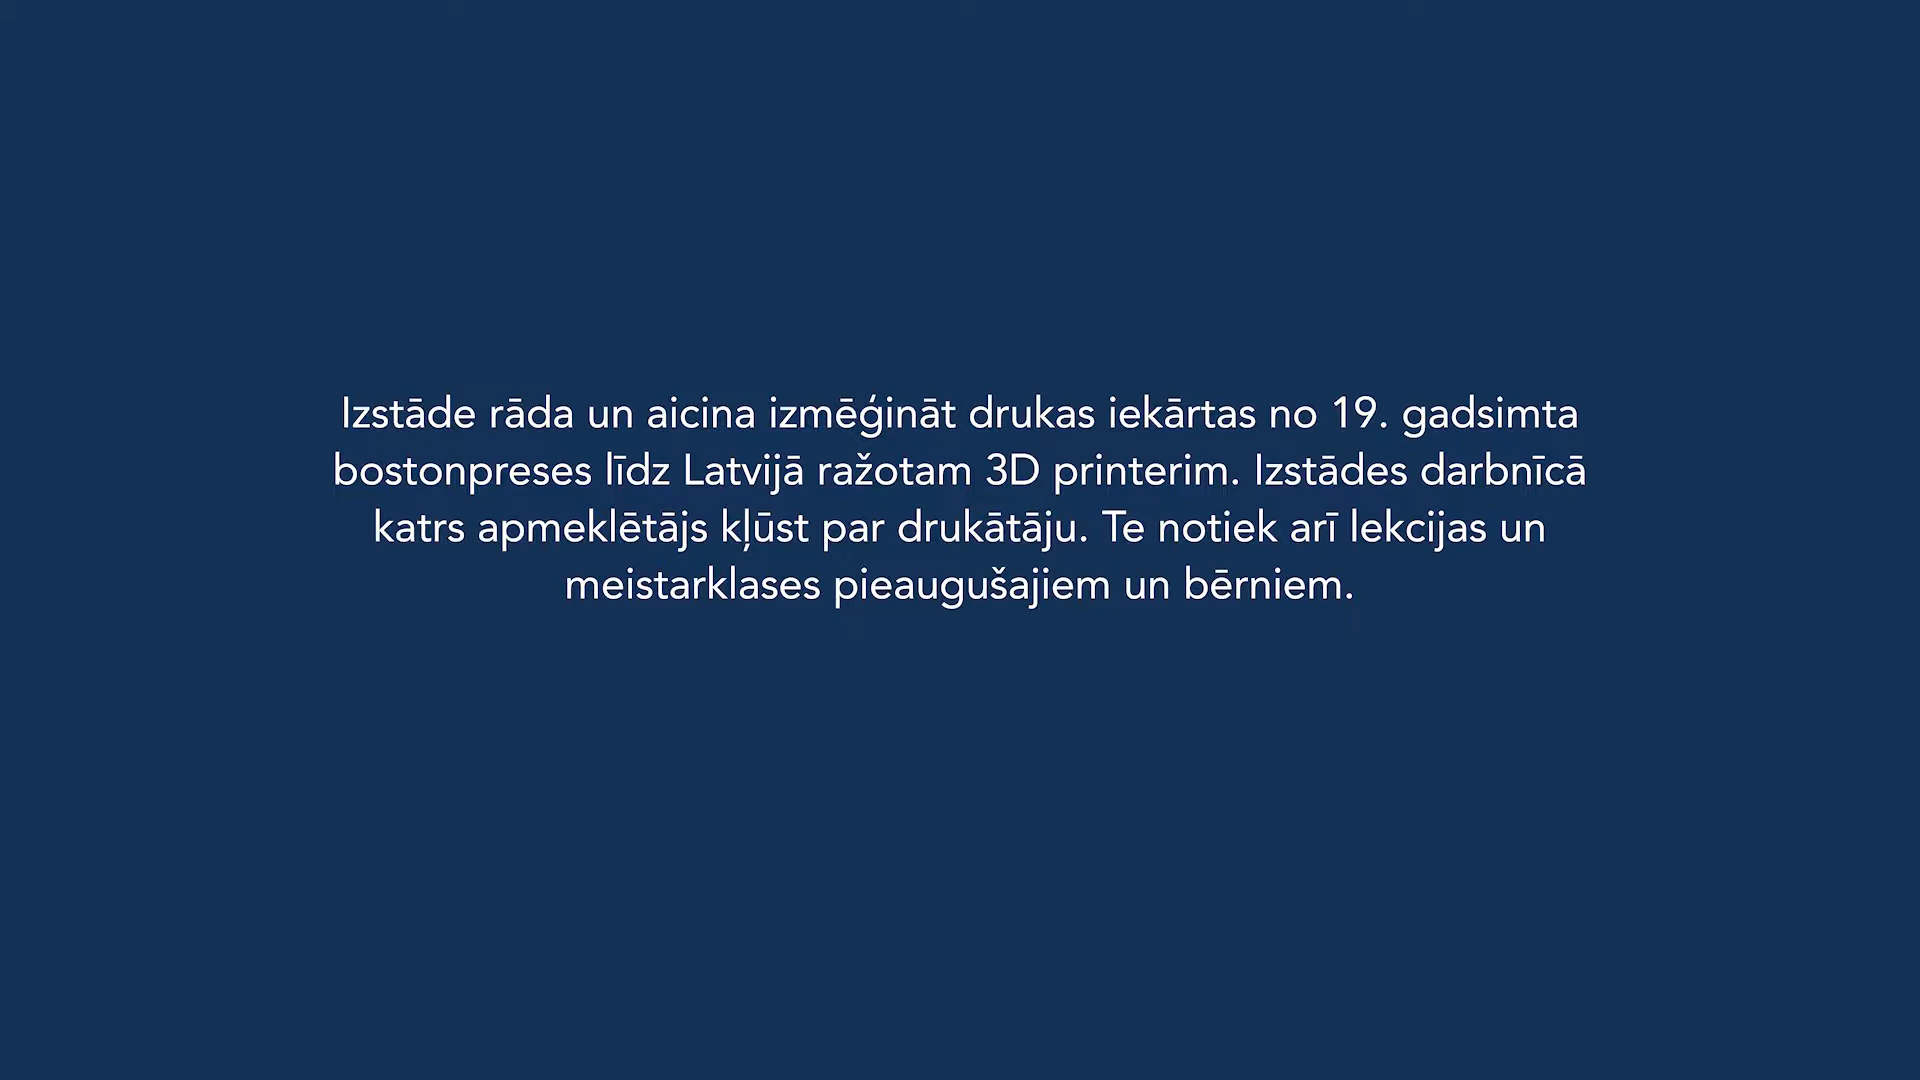 Izstāde rāda un aicina izmēģināt drukas iekārtas no 19. gadsimta
bostonpreses līdz Latvijā ražotam 3D printerim. Izstādes darbnīcā
katrs apmeklētājs kļūst par drukātāju. Te notiek arī lekcijas un
meistarklases pieaugušajiem un bērniem.